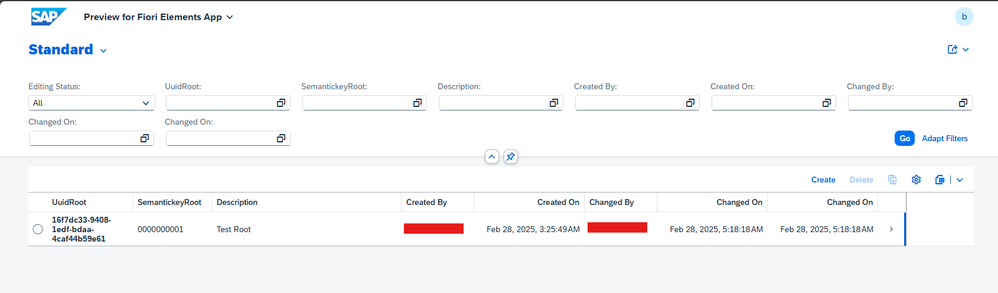 SAP Preview for Fiori Elements App b
Standard
Editing Status: UuidRoot: SemantickeyRoot: Description: Created By: Created On: Changed By:
All
Changed On: Changed On:
Go Adapt Filters
Create Delete
UuidRoot SemantickeyRoot Description Created By Created On Changed By Changed On Changed On
16f7dc33-9408-
1edf-bdaa-
4caf44b59e61
0000000001 Test Root Feb 28, 2025, 3:25:49 AM Feb 28, 2025, 5:18:18 AM Feb 28, 2025, 5:18:18 AM